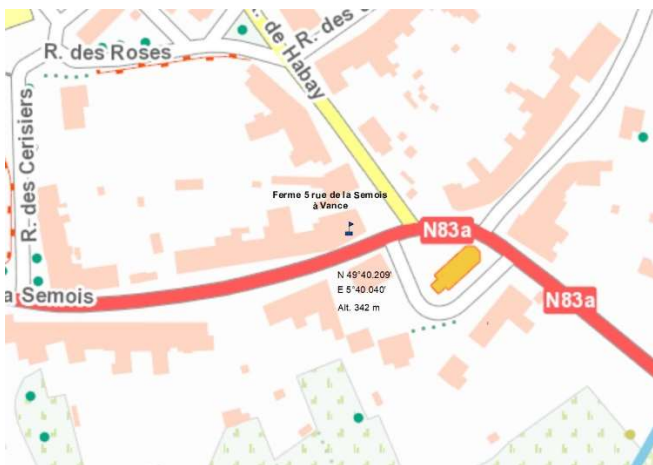 R. des Roses
. de Habay
R. des
R. des Cerisiers
Ferme 5 rue de la Semois
à Vance
N83a
N 49°40.209'
E 5°40.040'
Alt. 342 m
a Semois
N83a